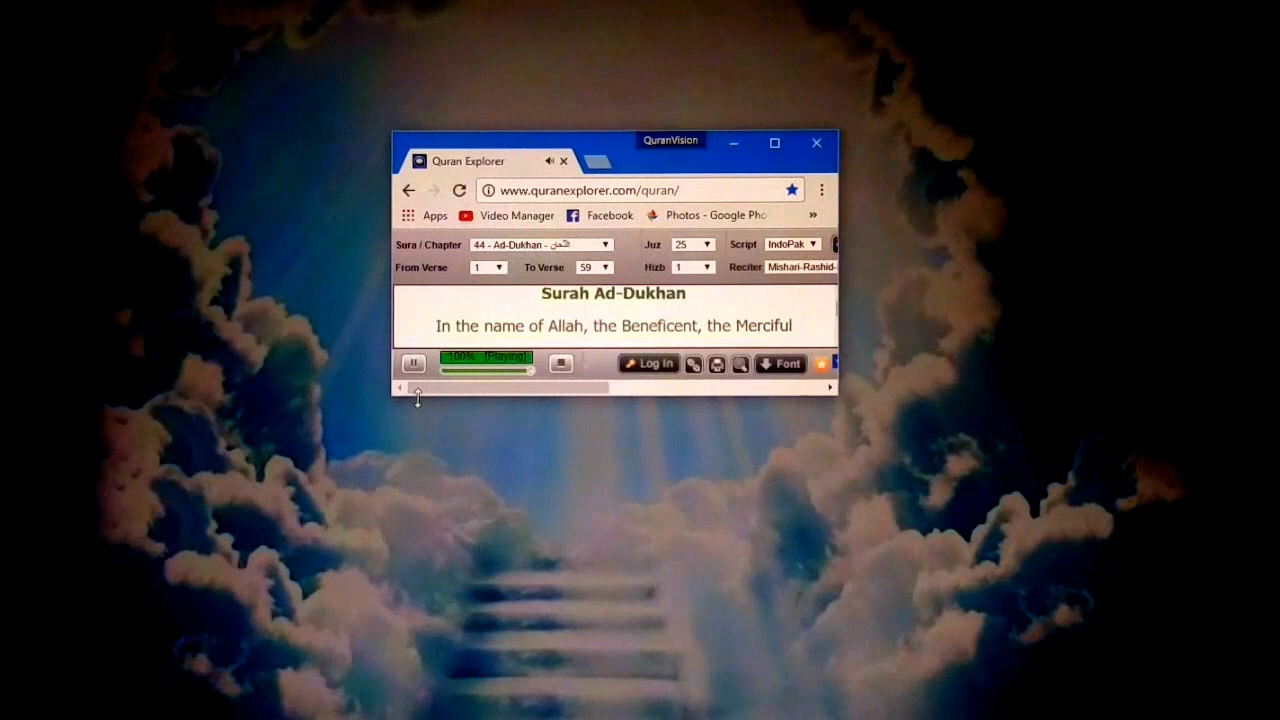 QuranVision
Quran Explorer
www.quranexplorer.com/quran/
Apps Video Manager Facebook Photos - Google Pho »
Sura / Chapter 44 - Ad-Dukhan - الدّخان Juz 25 Script IndoPak
From Verse 1 To Verse 59 Hizb 1 Reciter Mishari-Rashid-
Surah Ad-Dukhan
In the name of Allah, the Beneficent, the Merciful
100% [Playing] Log In Font